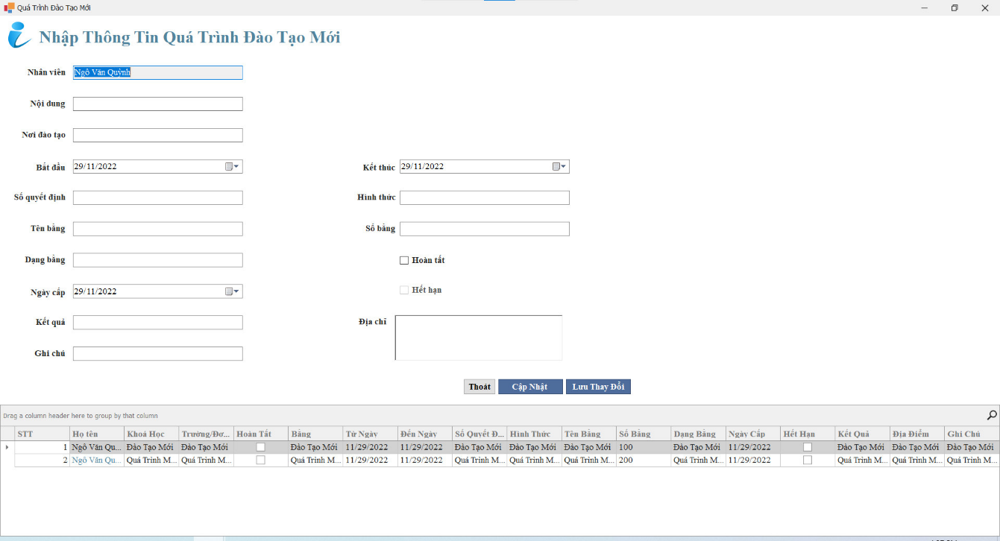 Quá Trình Đào Tạo Mới
Nhập Thông Tin Quá Trình Đào Tạo Mới
Nhân viên Ngô Văn Quỳnh
Nội dung
Nơi đào tạo
Bắt đầu 29/11/2022 Kết thúc 29/11/2022
Số quyết định Hình thức
Tên bằng Số bằng
Dạng bằng Hoàn tất
Ngày cấp 29/11/2022 Hết hạn
Kết quả Địa chỉ
Ghi chú
Thoát Cập Nhật Lưu Thay Đổi
Drag a column header here to group by that column
STT Họ tên Khoá Học Trường/Đơ... Hoàn Tất Bằng Từ Ngày Đến Ngày Số Quyết Đ... Hình Thức Tên Bằng Số Bằng Dạng Bằng Ngày Cấp Hết Hạn Kết Quả Địa Điểm Ghi Chú
1 Ngô Văn Qu... Đào Tạo Mới Đào Tạo Mới Đào Tạo Mới 11/29/2022 11/29/2022 Đào Tạo Mới Đào Tạo Mới Đào Tạo Mới 100 Đào Tạo Mới 11/29/2022 Đào Tạo Mới Đào Tạo Mới Đào Tạo Mới
2 Ngô Văn Qu... Quá Trình M... Quá Trình M... Quá Trình M... 11/29/2022 11/29/2022 Quá Trình M... Quá Trình M... Quá Trình M... 200 Quá Trình M... 11/29/2022 Quá Trình M... Quá Trình M... Quá Trình M...